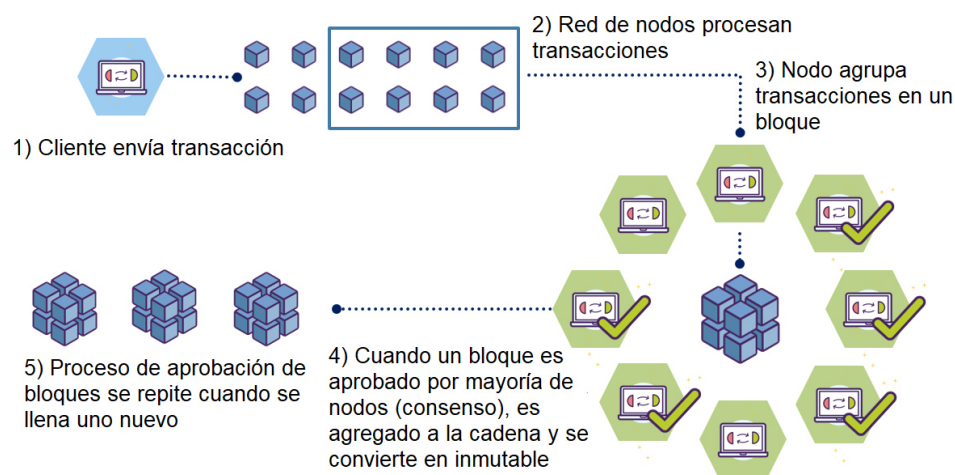 1) Cliente envía transacción
2) Red de nodos procesan
transacciones
3) Nodo agrupa
transacciones en un
bloque
4) Cuando un bloque es
aprobado por mayoría de
nodos (consenso), es
agregado a la cadena y se
convierte en inmutable
5) Proceso de aprobación de
bloques se repite cuando se
llena uno nuevo